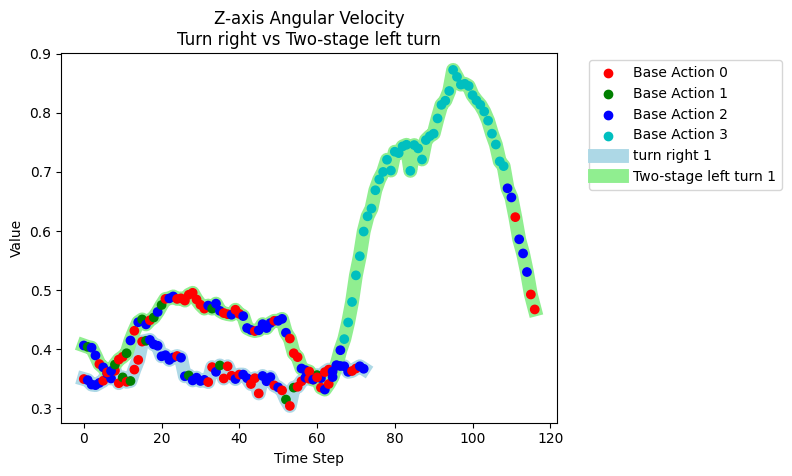 Z-axis Angular Velocity
Turn right vs Two-stage left turn
0.9
0.8
0.7
0.6
0.5
0.4
0.3
Value
0 20 40 60 80 100 120
Time Step
Base Action 0
Base Action 1
Base Action 2
Base Action 3
turn right 1
Two-stage left turn 1